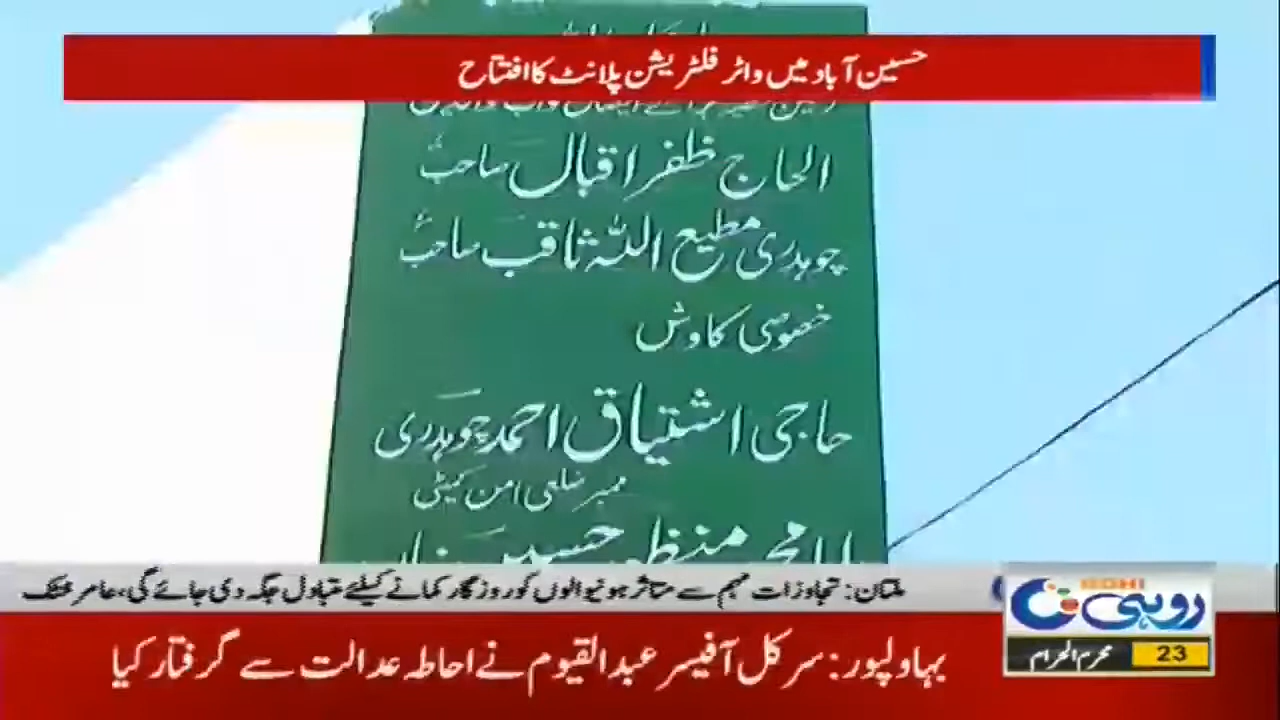 حسین آباد میں واٹر فلٹریشن پلانٹ کا افتتاح
الحاج ظفر اقبال صاحب
چوہدری مطیع اللہ ثاقب صاحب
خصوصی کاوش
حاجی اشتیاق احمد چوہدری
ممبر ضلعی امن کمیٹی
ملتان: تجاوزات مہم سے متاثر ہونیوالوں کو روزگار کمانے کیلئے متبادل جگہ دی جائے گی، عامر خٹک
ROHI
روہی
23 محرم الحرام
بہاولپور: سرکل آفیسر عبدالقیوم نے احاطہ عدالت سے گرفتار کیا